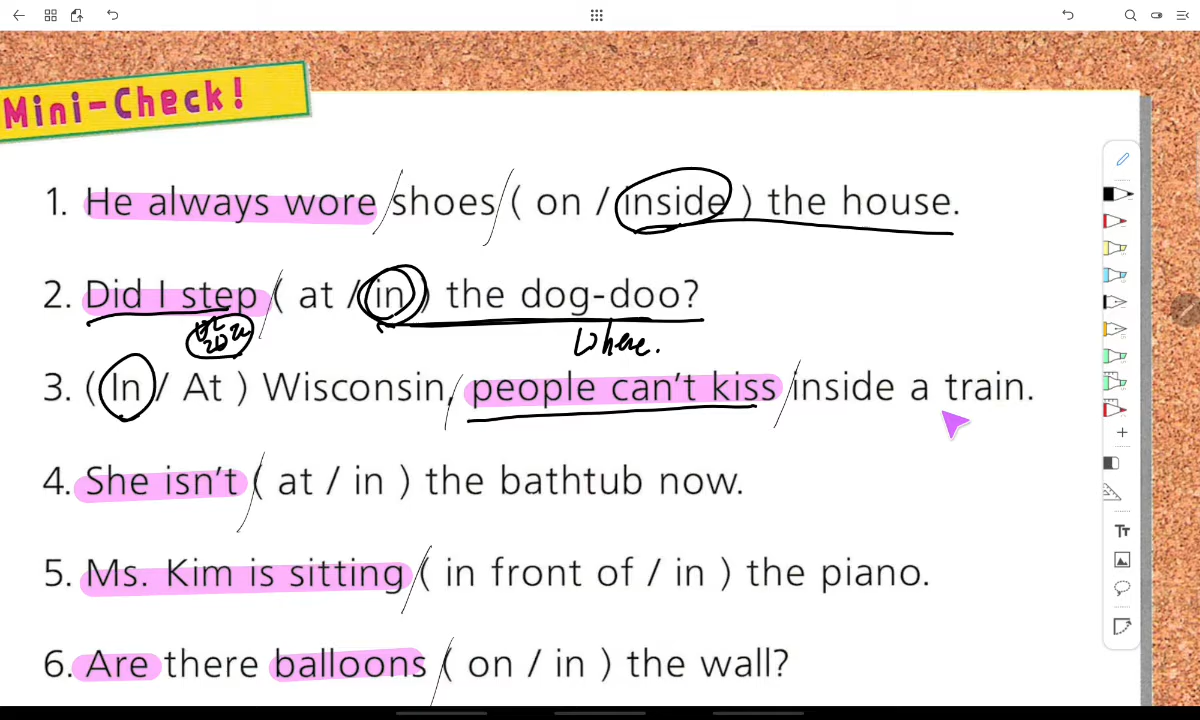 Mini-Check!
1. He always wore shoes ( on / inside ) the house.
2. Did I step ( at / in ) the dog-doo?
where.
3. ( In / At ) Wisconsin, people can't kiss inside a train.
4. She isn't ( at / in ) the bathtub now.
5. Ms. Kim is sitting ( in front of / in ) the piano.
6. Are there balloons ( on / in ) the wall?
Tт